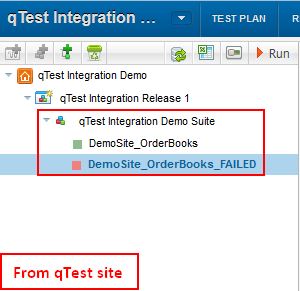 qTest Integration ...
TEST PLAN
R
Run
qTest Integration Demo
qTest Integration Release 1
qTest Integration Demo Suite
DemoSite_OrderBooks
DemoSite_OrderBooks_FAILED
From qTest site